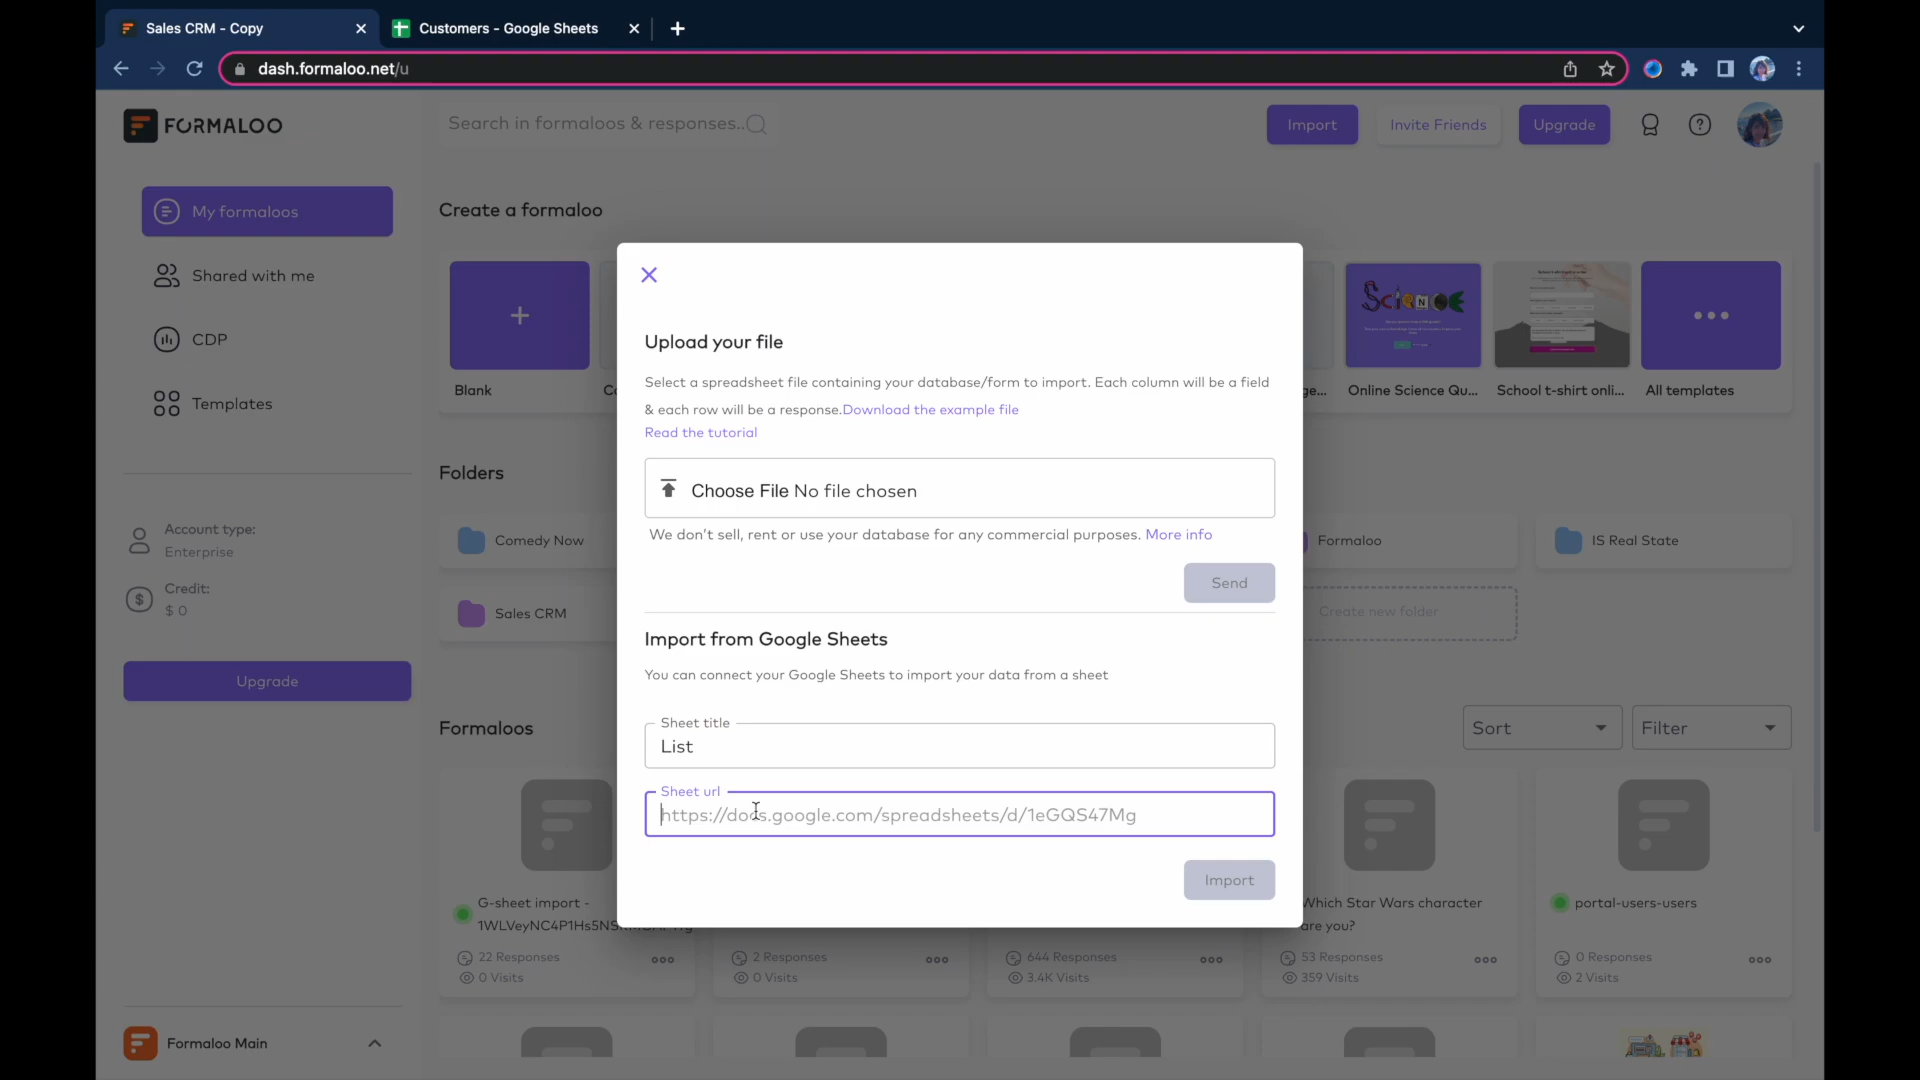 Sales CRM - Copy
Customers - Google Sheets
dash.formaloo.net/u
FORMALOO
Search in formaloos & responses..
Import
Invite Friends
Upgrade
My formaloos
Shared with me
CDP
Templates
Account type:
Enterprise
Credit:
$ 0
Upgrade
Formaloo Main
Create a formaloo
Blank
Online Science Qu...
School t-shirt onli...
All templates
Folders
Comedy Now
Formaloo
IS Real State
Sales CRM
Create new folder
Formaloos
Sort
Filter
G-sheet import -
22 Responses
0 Visits
2 Responses
0 Visits
644 Responses
3.4K Visits
Which Star Wars character
are you?
53 Responses
359 Visits
portal-users-users
0 Responses
2 Visits
Upload your file
Select a spreadsheet file containing your database/form to import. Each column will be a field
& each row will be a response.Download the example file
Read the tutorial
Choose File No file chosen
We don't sell, rent or use your database for any commercial purposes. More info
Send
Import from Google Sheets
You can connect your Google Sheets to import your data from a sheet
Sheet title
List
Sheet url
https://docs.google.com/spreadsheets/d/1eGQS47Mg
Import